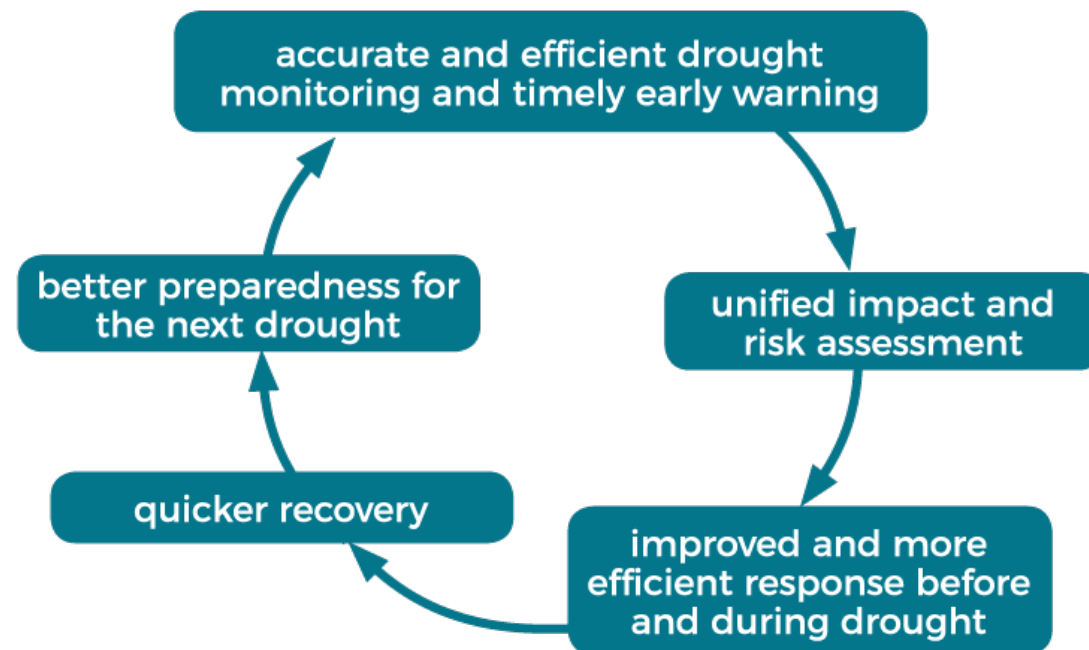 accurate and efficient drought
monitoring and timely early warning
unified impact and
risk assessment
improved and more
efficient response before
and during drought
quicker recovery
better preparedness for
the next drought